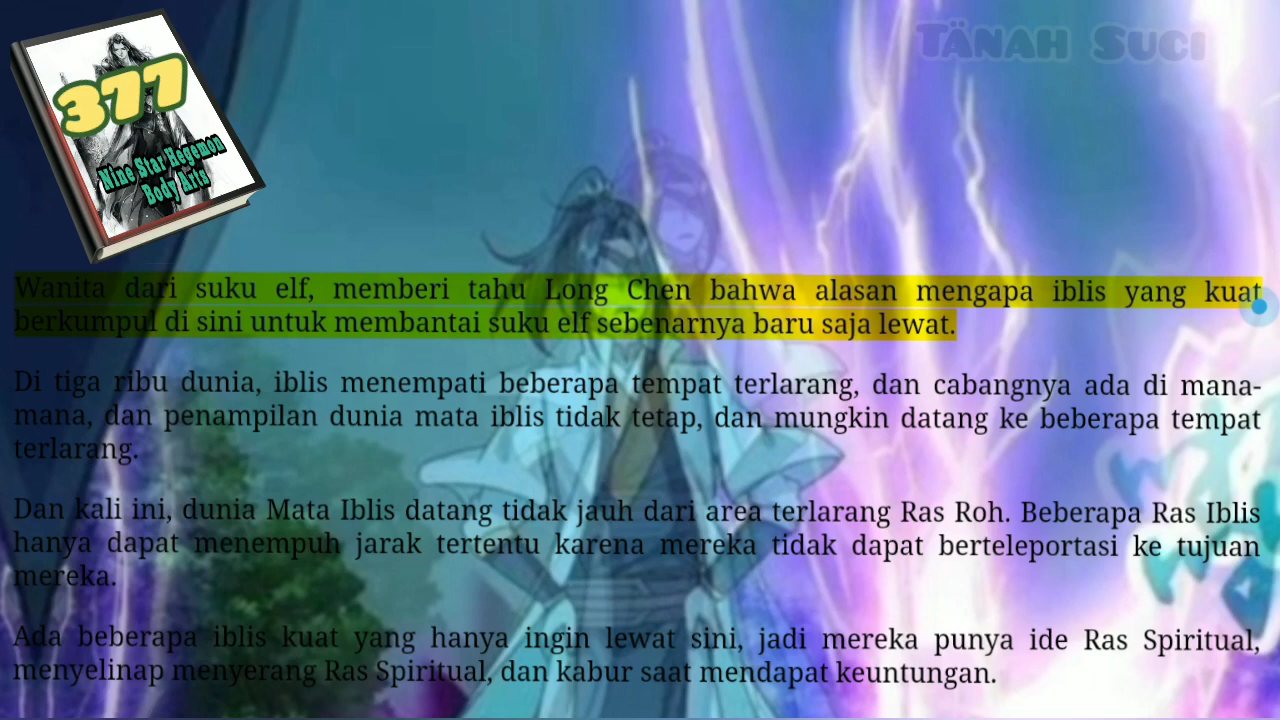 TÄNAH SUCI
377
Nine Star Hegemon
Body Arts
Wanita dari suku elf, memberi tahu Long Chen bahwa alasan mengapa iblis yang kuat
berkumpul di sini untuk membantai suku elf sebenarnya baru saja lewat.
Di tiga ribu dunia, iblis menempati beberapa tempat terlarang, dan cabangnya ada di mana-
mana, dan penampilan dunia mata iblis tidak tetap, dan mungkin datang ke beberapa tempat
terlarang.
Dan kali ini, dunia Mata Iblis datang tidak jauh dari area terlarang Ras Roh. Beberapa Ras Iblis
hanya dapat menempuh jarak tertentu karena mereka tidak dapat berteleportasi ke tujuan
mereka.
Ada beberapa iblis kuat yang hanya ingin lewat sini, jadi mereka punya ide Ras Spiritual,
menyelinap menyerang Ras Spiritual, dan kabur saat mendapat keuntungan.